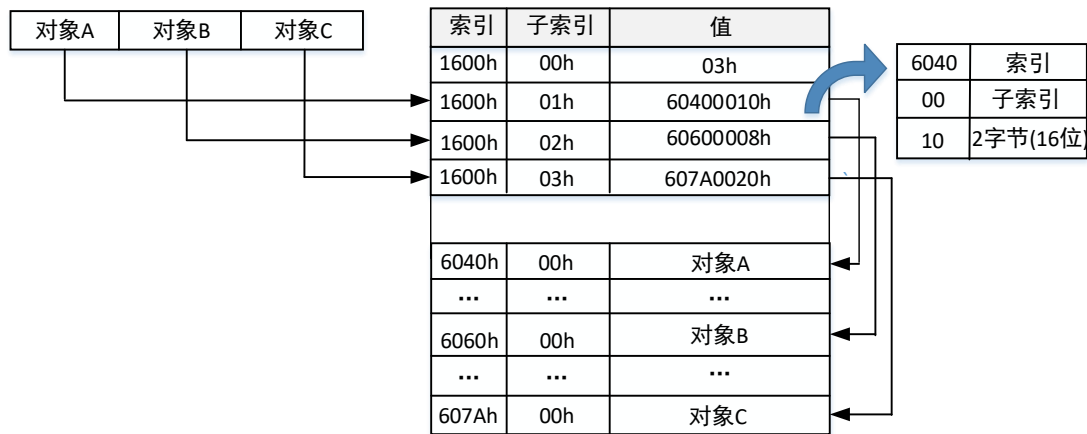 对象A 对象B 对象C
索引 子索引 值
1600h 00h 03h
1600h 01h 60400010h
1600h 02h 60600008h
1600h 03h 607A0020h
6040h 00h 对象A
... ... ...
6060h 00h 对象B
... ... ...
607Ah 00h 对象C
6040 索引
00 子索引
10 2字节(16位)